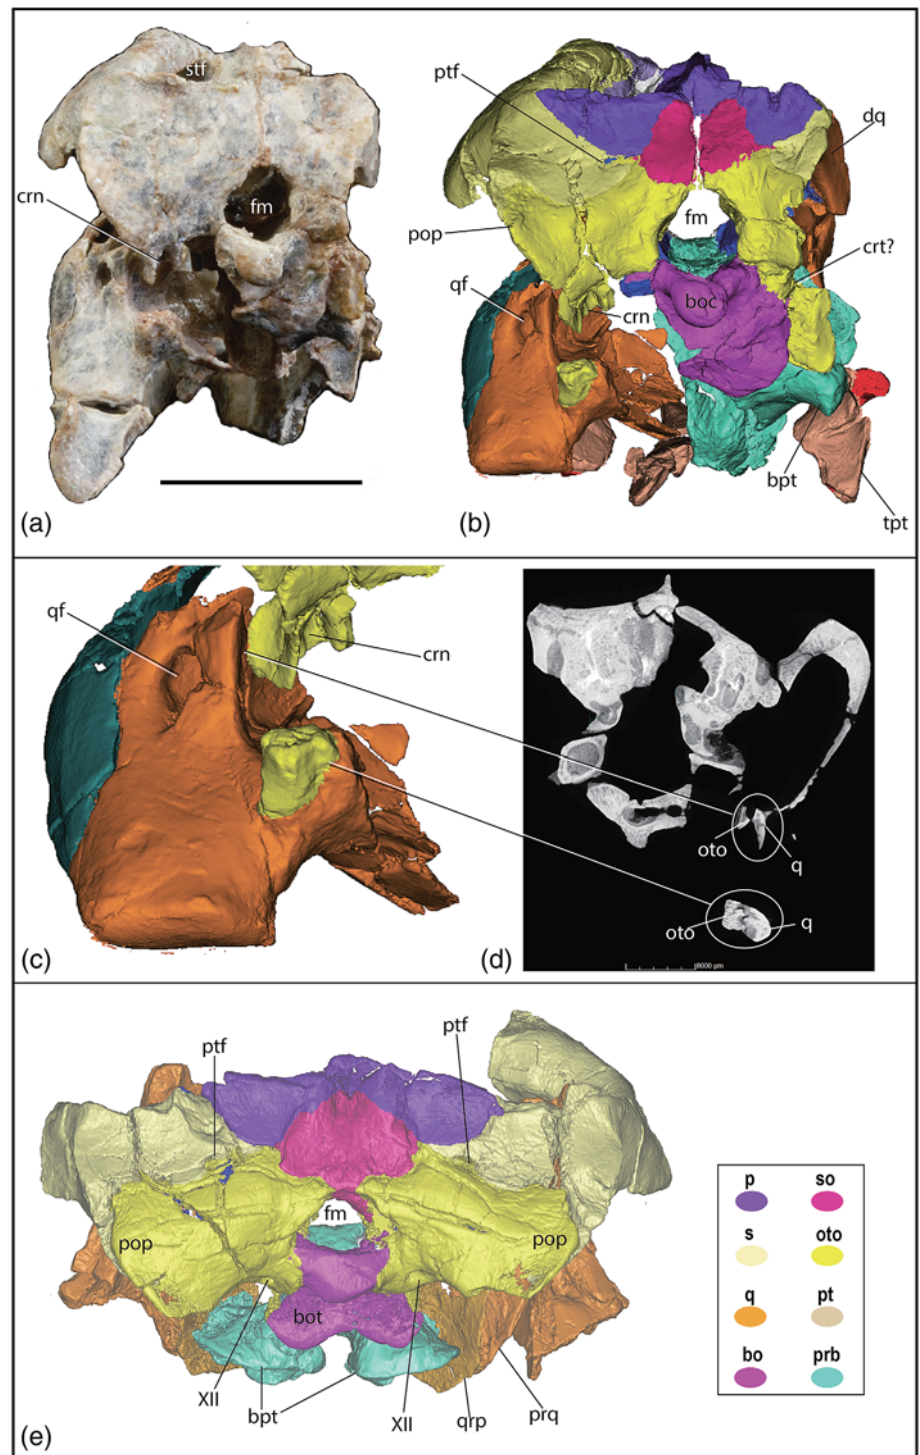 stf
crn
fm
(a)
ptf
dq
fm
pop
crt?
qf
boc
crn
bpt
tpt
(b)
qf
crn
(c)
oto
q
oto
q
(d)
8000 µm
ptf
ptf
fm
pop
pop
bot
XII
bpt
XII
qrp
prq
(e)
p so
s oto
q pt
bo prb